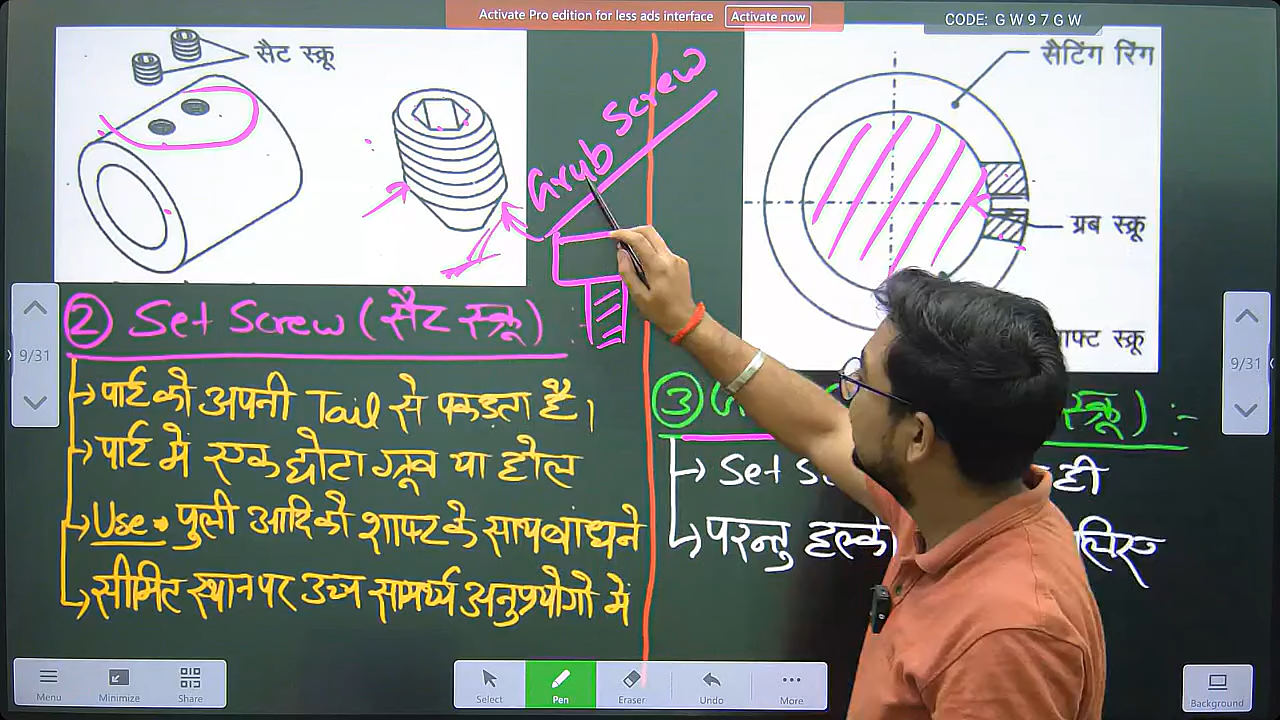 Activate Pro edition for less ads interface Activate now
CODE: G W 9 7 G W
सैट स्क्रू
Grub Screw
सैटिंग रिंग
ग्रब स्क्रू
स्क्रू
② Set Screw (सैट स्क्रू)
9/31
→ पार्ट को अपनी Tail से पकड़ता है।
→ पार्ट में एक छोटा ग्रूव या होल
→ Use → पुली आदि को शाफ्ट के साथ बांधने
→ सीमित स्थान पर उच्च सामर्थ्य अनुप्रयोगो में
9/31
③ स्क्रू) :-
→ Set ही
→ परन्तु हल्के
Menu Minimize Share
Select Pen Eraser Undo More
Background